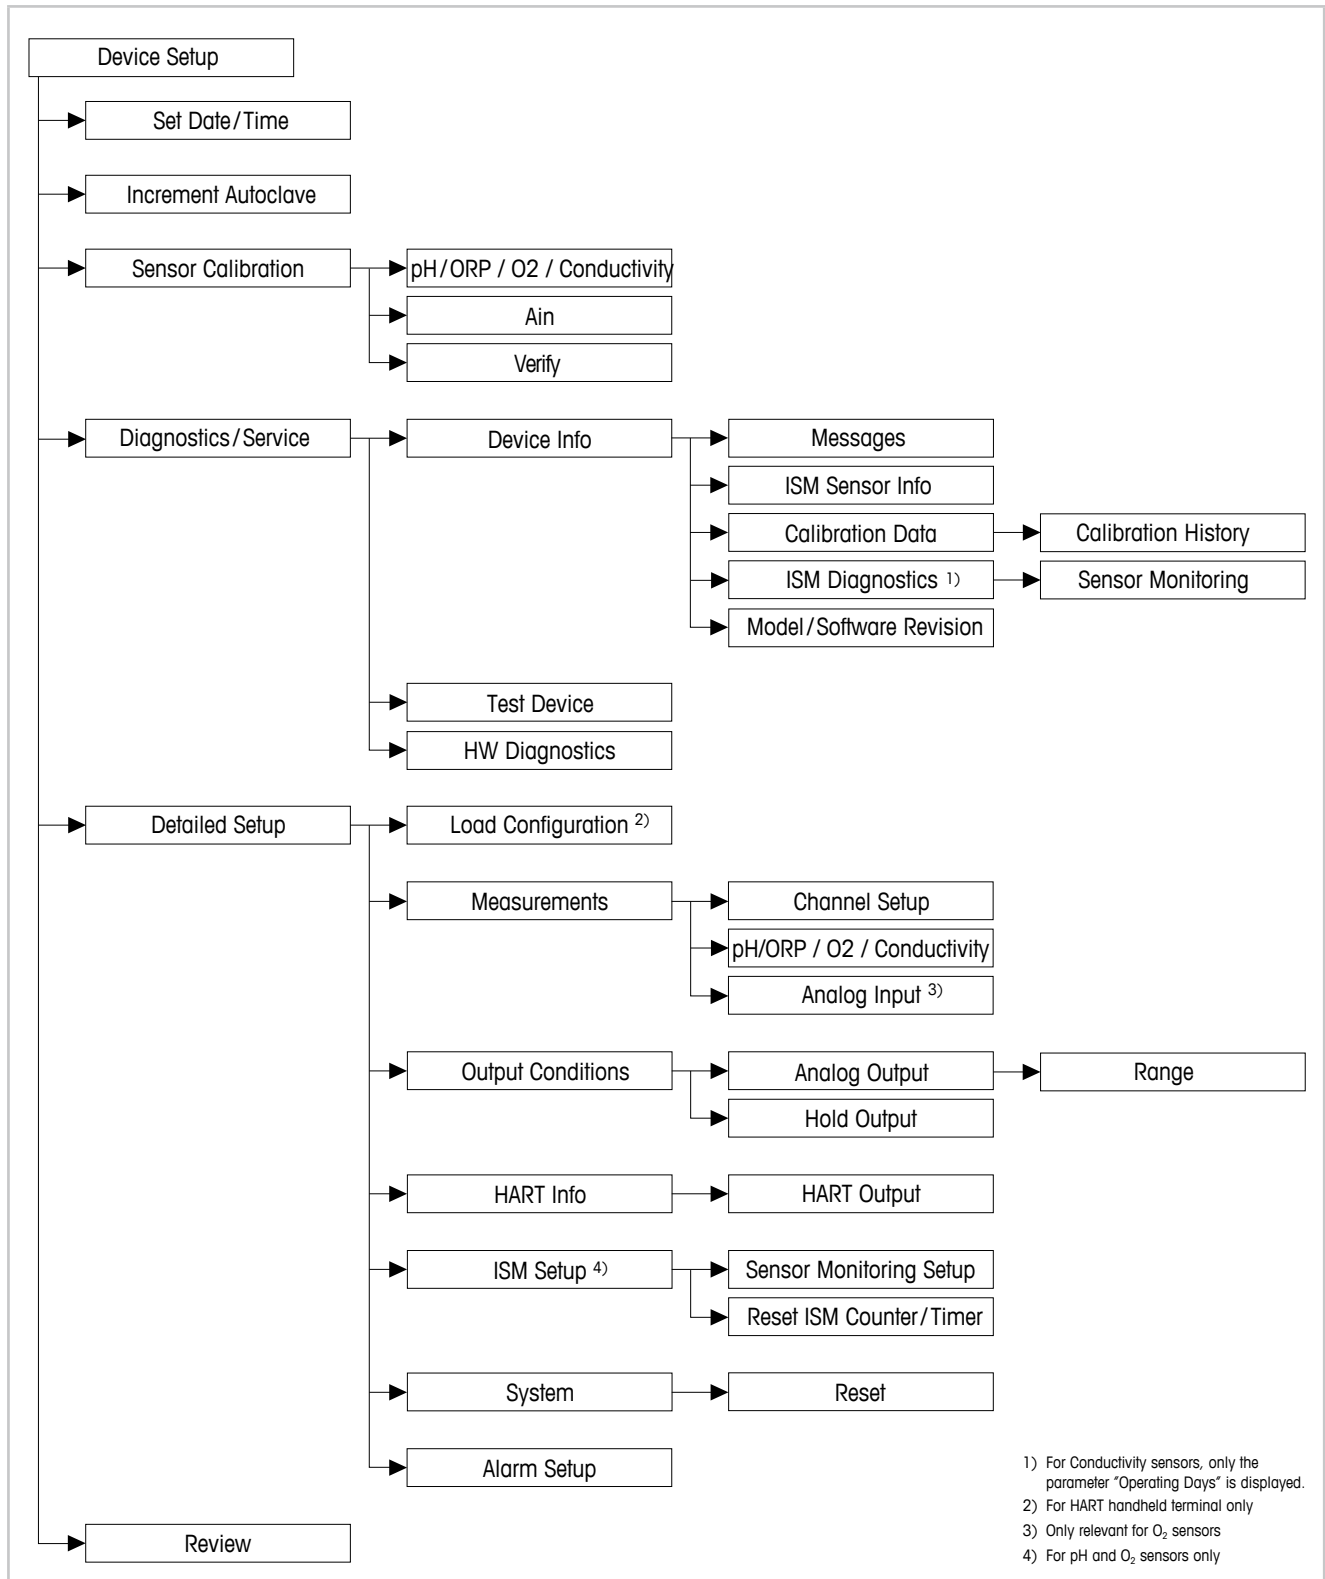 Device Setup
Set Date/Time
Increment Autoclave
Sensor Calibration
pH/ORP / O2 / Conductivity
Ain
Verify
Diagnostics/Service
Device Info
Messages
ISM Sensor Info
Calibration Data
Calibration History
ISM Diagnostics 1)
Sensor Monitoring
Model/Software Revision
Test Device
HW Diagnostics
Detailed Setup
Load Configuration 2)
Measurements
Channel Setup
pH/ORP / O2 / Conductivity
Analog Input 3)
Output Conditions
Analog Output
Range
Hold Output
HART Info
HART Output
ISM Setup 4)
Sensor Monitoring Setup
Reset ISM Counter/Timer
System
Reset
Alarm Setup
Review
1) For Conductivity sensors, only the
parameter "Operating Days" is displayed.
2) For HART handheld terminal only
3) Only relevant for O₂ sensors
4) For pH and O₂ sensors only